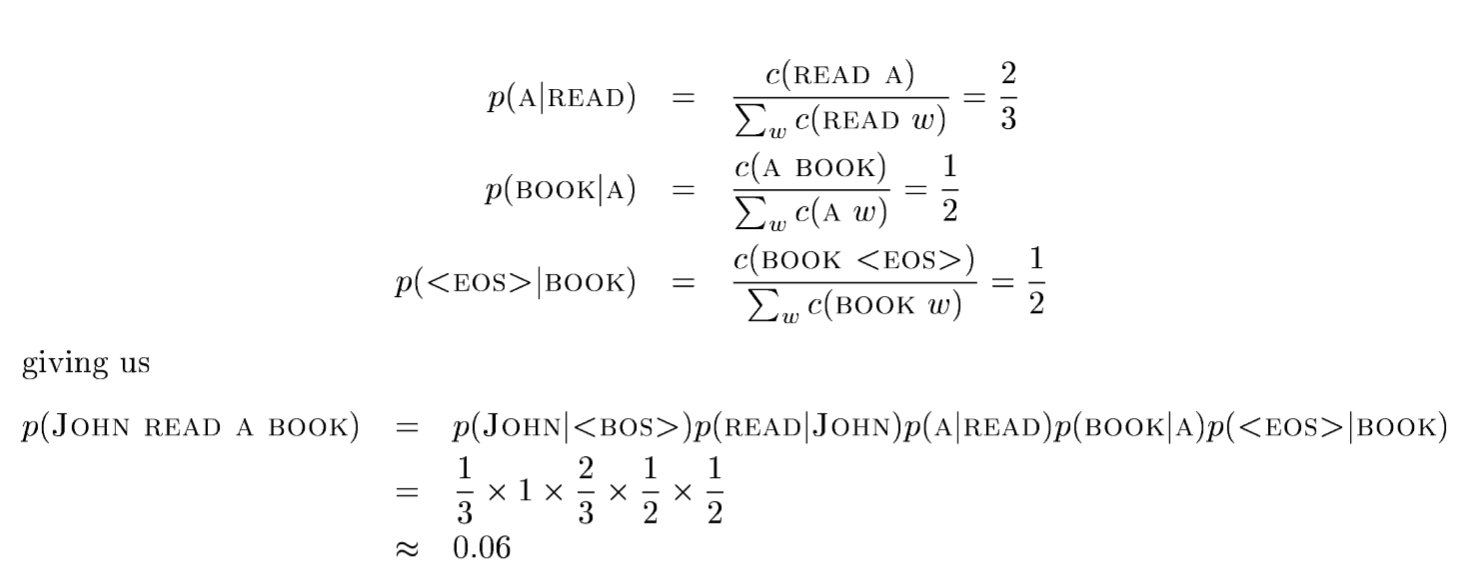 p(A|READ) = c(READ A) / ∑_w c(READ w) = 2/3
p(BOOK|A) = c(A BOOK) / ∑_w c(A w) = 1/2
p(<EOS>|BOOK) = c(BOOK <EOS>) / ∑_w c(BOOK w) = 1/2
giving us
p(JOHN READ A BOOK) = p(JOHN|<BOS>)p(READ|JOHN)p(A|READ)p(BOOK|A)p(<EOS>|BOOK)
= 1/3 × 1 × 2/3 × 1/2 × 1/2
≈ 0.06